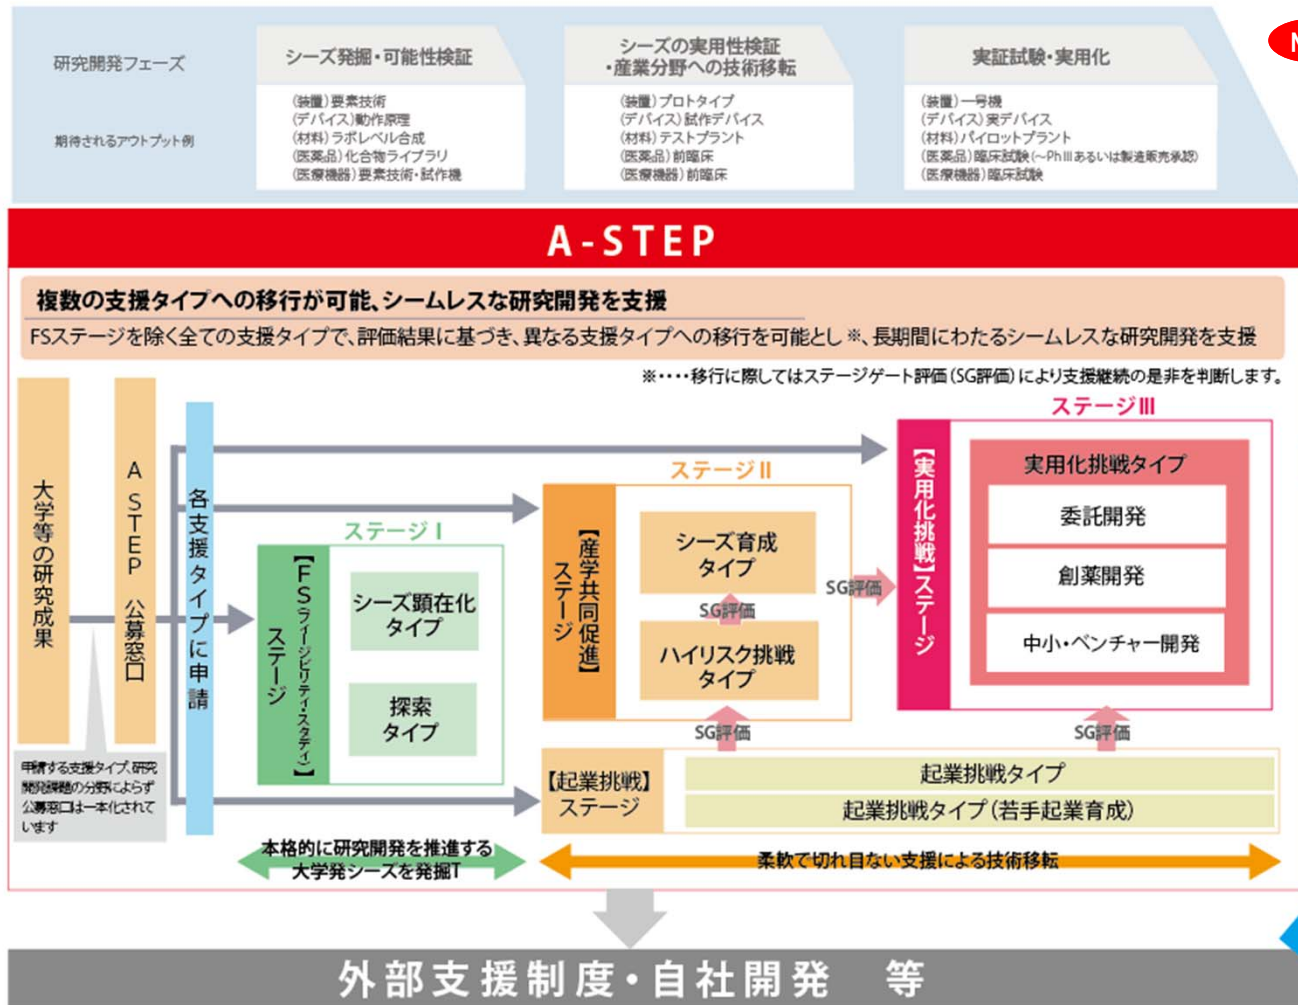 研究開発フェーズ
シーズ発掘・可能性検証
シーズの実用性検証
・産業分野への技術移転
実証試験・実用化
期待されるアウトプット例
(装置)要素技術
(デバイス)動作原理
(材料)ラボレベル合成
(医薬品)化合物ライブラリ
(医療機器)要素技術・試作機
(装置)プロトタイプ
(デバイス)試作デバイス
(材料)テストプラント
(医薬品)前臨床
(医療機器)前臨床
(装置)一号機
(デバイス)実デバイス
(材料)パイロットプラント
(医薬品)臨床試験(~PhⅢあるいは製造販売承認)
(医療機器)臨床試験
A-STEP
複数の支援タイプへの移行が可能、シームレスな研究開発を支援
FSステージを除く全ての支援タイプで、評価結果に基づき、異なる支援タイプへの移行を可能とし※、長期間にわたるシームレスな研究開発を支援
※・・・・移行に際してはステージゲート評価(SG評価)により支援継続の是非を判断します。
大学等の研究成果
A STEP 公募窓口
各支援タイプに申請
申請する支援タイプ、研究
開発課題の分野によらず
公募窓口は一本化されて
います
ステージⅠ
【FS(フィージビリティ・スタディ)】
ステージ
シーズ顕在化
タイプ
探索
タイプ
ステージⅡ
【産学共同促進】
ステージ
シーズ育成
タイプ
SG評価
ハイリスク挑戦
タイプ
SG評価
SG評価
ステージⅢ
【実用化挑戦】ステージ
実用化挑戦タイプ
委託開発
創薬開発
中小・ベンチャー開発
SG評価
【起業挑戦】
ステージ
起業挑戦タイプ
起業挑戦タイプ(若手起業育成)
本格的に研究開発を推進する
大学発シーズを発掘T
柔軟で切れ目ない支援による技術移転
外部支援制度・自社開発 等